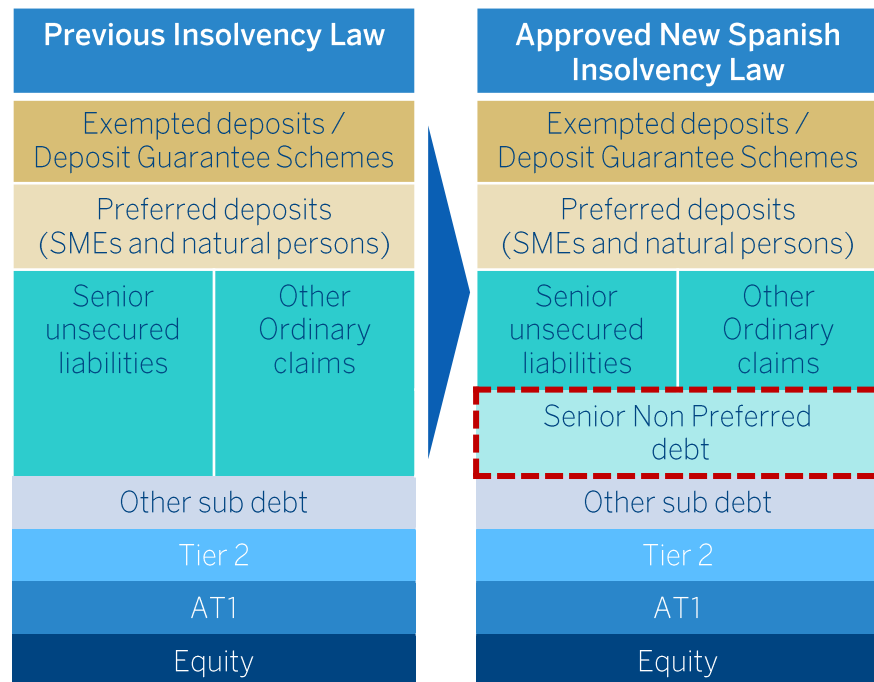 Previous Insolvency Law
Exempted deposits /
Deposit Guarantee Schemes
Preferred deposits
(SMEs and natural persons)
Senior
unsecured
liabilities
Other
Ordinary
claims
Other sub debt
Tier 2
AT1
Equity
Approved New Spanish
Insolvency Law
Exempted deposits /
Deposit Guarantee Schemes
Preferred deposits
(SMEs and natural persons)
Senior
unsecured
liabilities
Other
Ordinary
claims
Senior Non Preferred
debt
Other sub debt
Tier 2
AT1
Equity